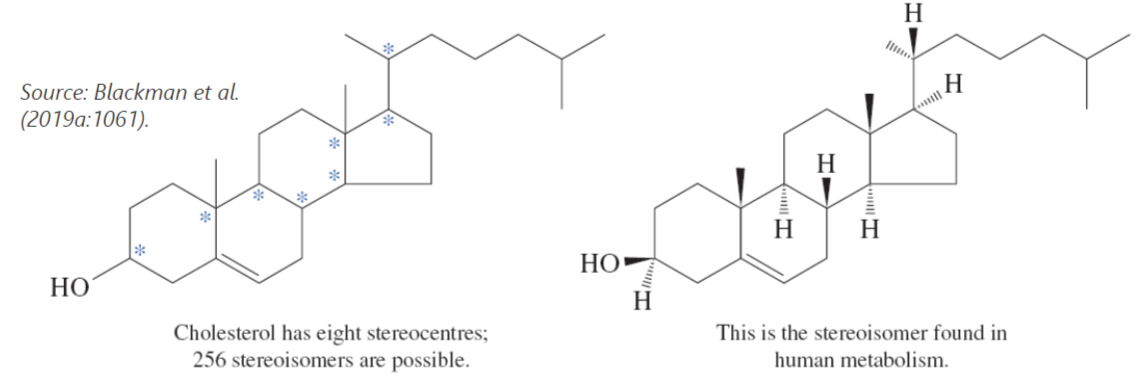 Source: Blackman et al.
(2019a:1061).
*
*
*
*
*
*
*
*
HO
Cholesterol has eight stereocentres;
256 stereoisomers are possible.
H
H
H
H
H
HO
H
This is the stereoisomer found in
human metabolism.